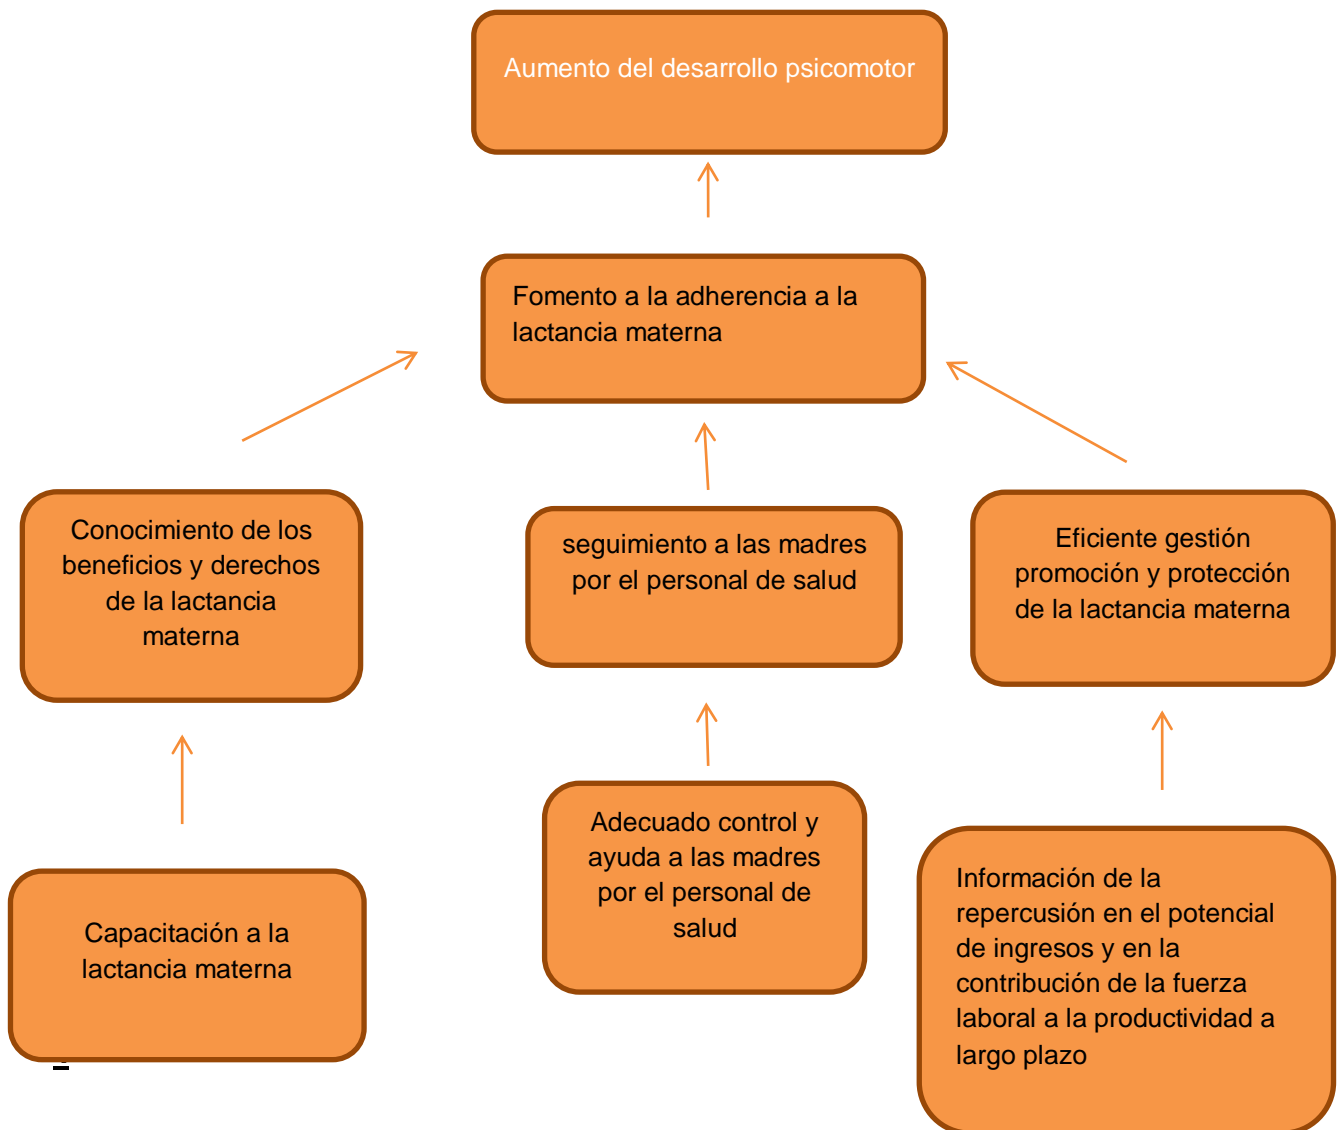 Aumento del desarrollo psicomotor
Fomento a la adherencia a la
lactancia materna
Conocimiento de los
beneficios y derechos
de la lactancia
materna
seguimiento a las madres
por el personal de salud
Eficiente gestión
promoción y protección
de la lactancia materna
Capacitación a la
lactancia materna
Adecuado control y
ayuda a las madres
por el personal de
salud
Información de la
repercusión en el potencial
de ingresos y en la
contribución de la fuerza
laboral a la productividad a
largo plazo